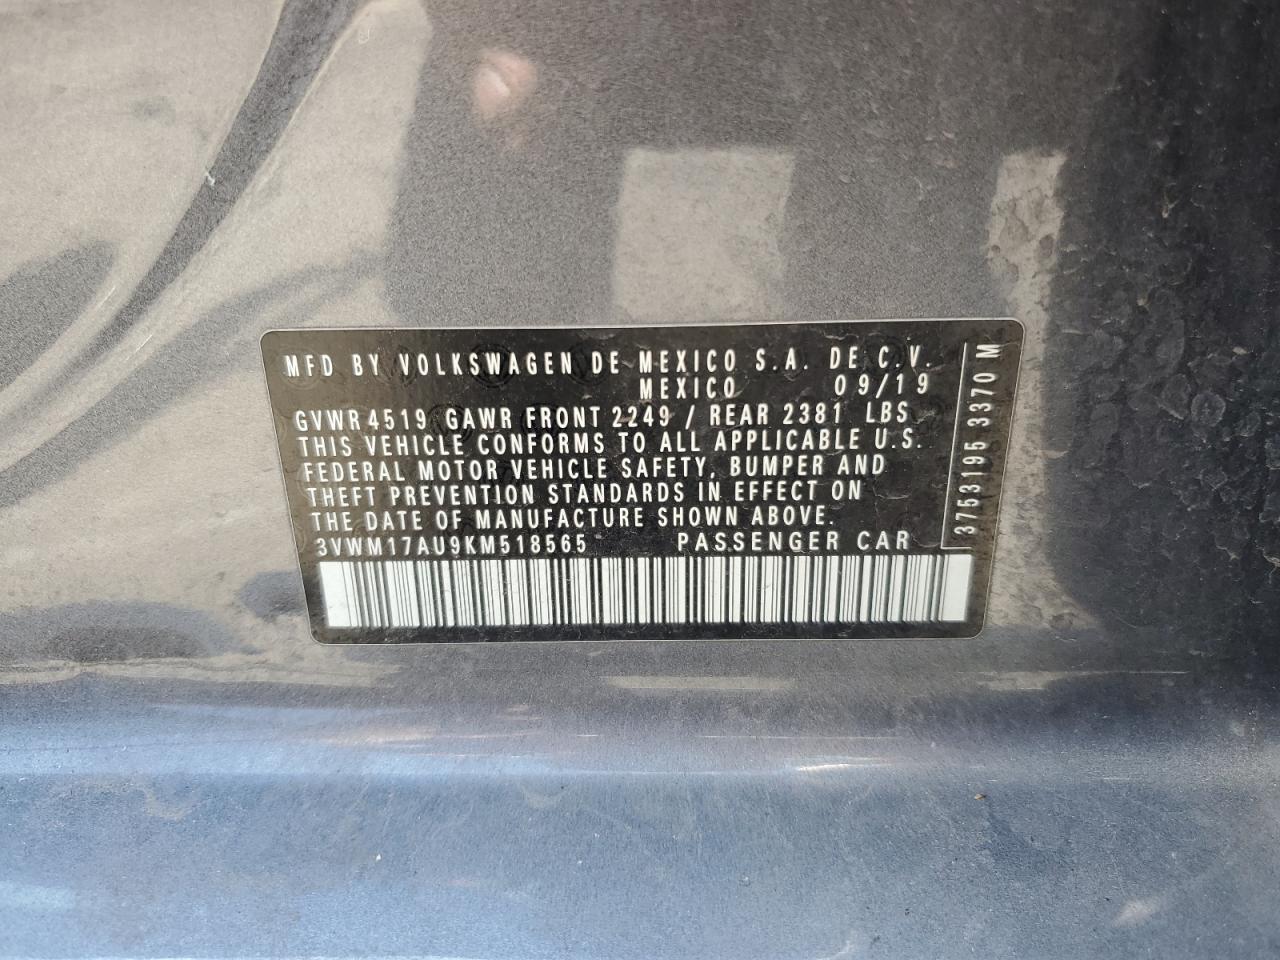 MFD BY VOLKSWAGEN DE MEXICO S.A. DE C.V.
MEXICO 09/19
GVWR 4519 GAWR FRONT 2249 / REAR 2381 LBS
THIS VEHICLE CONFORMS TO ALL APPLICABLE U.S.
FEDERAL MOTOR VEHICLE SAFETY, BUMPER AND
THEFT PREVENTION STANDARDS IN EFFECT ON
THE DATE OF MANUFACTURE SHOWN ABOVE.
3VWM17AU9KM518565 PASSENGER CAR
3753195 3370 M